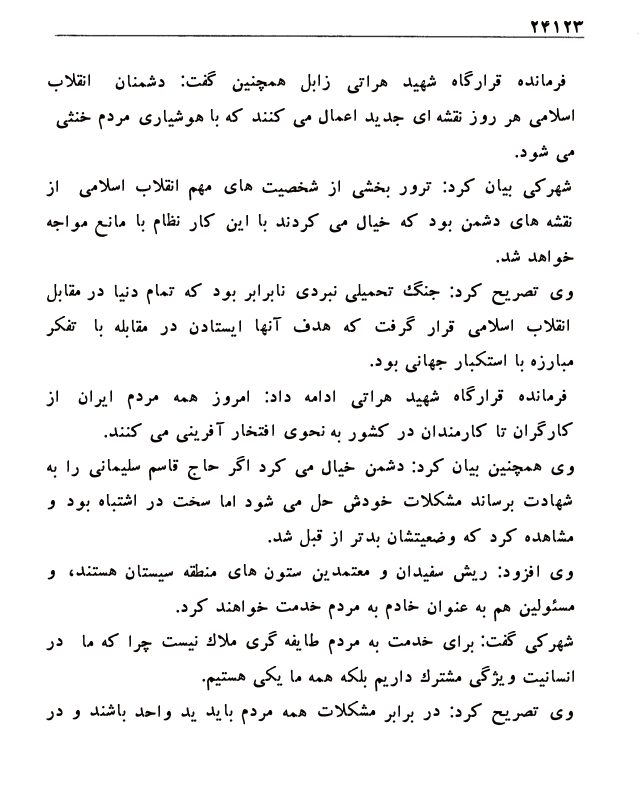 ۲۴۱۲۳
فرمانده قرارگاه شهید هراتی زابل همچنین گفت: دشمنان انقلاب
اسلامی هر روز نقشه ای جدید اعمال می کنند که با هوشیاری مردم خنثی
می شود.
شهرکی بیان کرد: ترور بخشی از شخصیت های مهم انقلاب اسلامی از
نقشه های دشمن بود که خیال می کردند با این کار نظام با مانع مواجه
خواهد شد.
وی تصریح کرد: جنگ تحمیلی نبردی نابرابر بود که تمام دنیا در مقابل
انقلاب اسلامی قرار گرفت که هدف آنها ایستادن در مقابله با تفکر
مبارزه با استکبار جهانی بود.
فرمانده قرارگاه شهید هراتی ادامه داد: امروز همه مردم ایران از
کارگران تا کارمندان در کشور به نحوی افتخار آفرینی می کنند.
وی همچنین بیان کرد: دشمن خیال می کرد اگر حاج قاسم سلیمانی را به
شهادت برساند مشکلات خودش حل می شود اما سخت در اشتباه بود و
مشاهده کرد که وضعیتشان بدتر از قبل شد.
وی افزود: ریش سفیدان و معتمدین ستون های منطقه سیستان هستند، و
مسئولین هم به عنوان خادم به مردم خدمت خواهند کرد.
شهرکی گفت: برای خدمت به مردم طایفه گری ملاک نیست چرا که ما در
انسانیت ویژگی مشترک داریم بلکه همه ما یکی هستیم.
وی تصریح کرد: در برابر مشکلات همه مردم باید ید واحد باشند و در